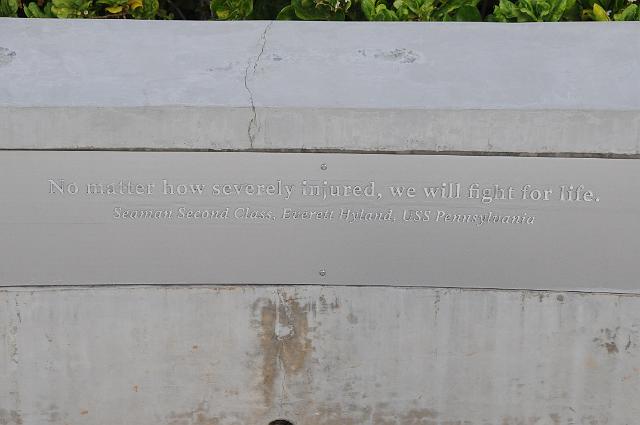 No matter how severely injured, we will fight for life.
Seaman Second Class, Everett Hyland, USS Pennsylvania